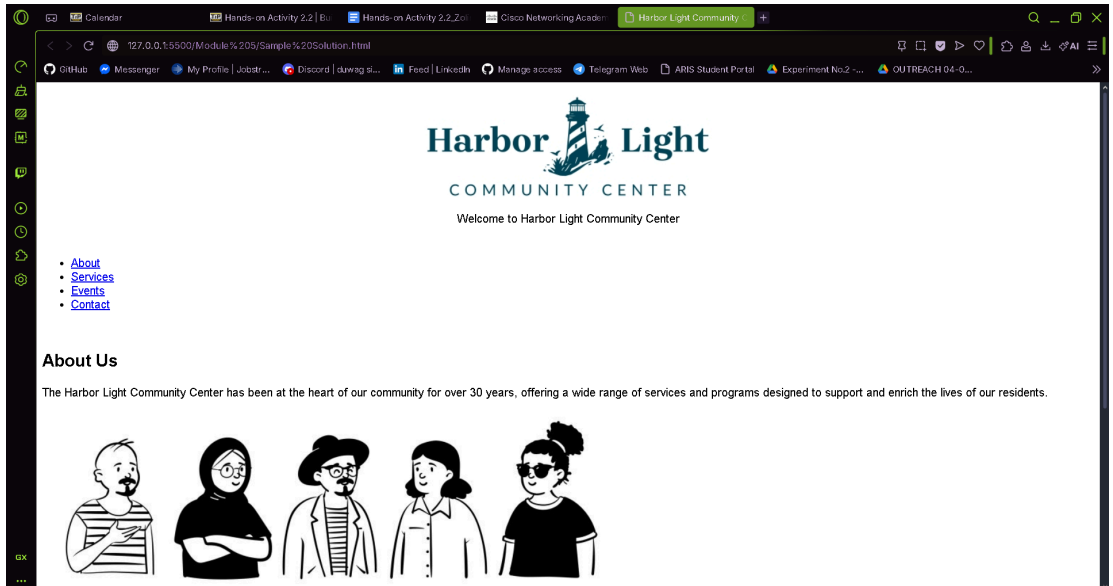 Calendar
Hands-on Activity 2.2 | Bu
Hands-on Activity 2.2_Zol
Cisco Networking Academ
Harbor Light Community C
127.0.0.1:5500/Module%205/Sample%20Solution.html
AI
GitHub
Messenger
My Profile | Jobstr...
Discord | duwag si...
Feed | LinkedIn
Manage access
Telegram Web
ARIS Student Portal
Experiment No.2 -...
OUTREACH 04-0...
Harbor Light
COMMUNITY CENTER
Welcome to Harbor Light Community Center
About
Services
Events
Contact
About Us
The Harbor Light Community Center has been at the heart of our community for over 30 years, offering a wide range of services and programs designed to support and enrich the lives of our residents.
GX